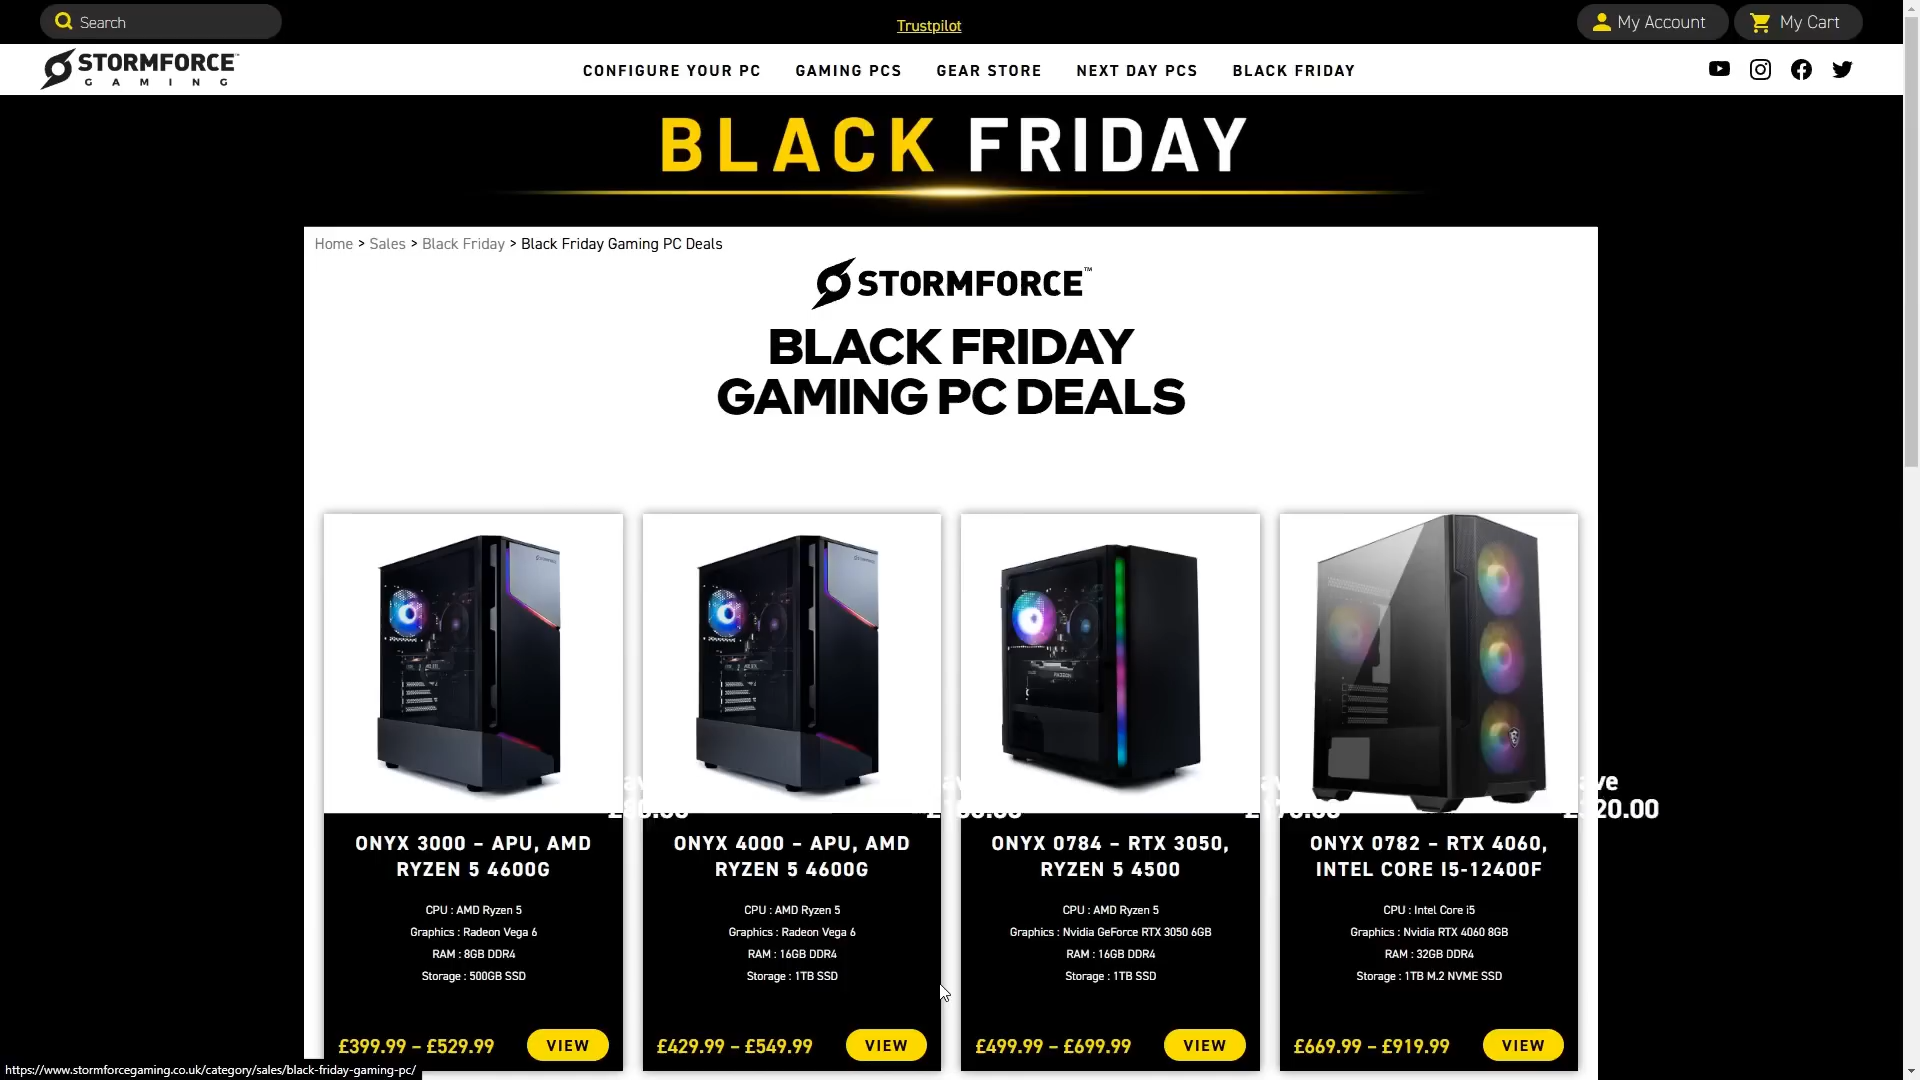 Search
Trustpilot
My Account
My Cart
STORMFORCE™
GAMING
CONFIGURE YOUR PC
GAMING PCS
GEAR STORE
NEXT DAY PCS
BLACK FRIDAY
BLACK FRIDAY
Home > Sales > Black Friday > Black Friday Gaming PC Deals
STORMFORCE™
BLACK FRIDAY
GAMING PC DEALS
ONYX 3000 – APU, AMD
RYZEN 5 4600G
CPU : AMD Ryzen 5
Graphics : Radeon Vega 6
RAM : 8GB DDR4
Storage : 500GB SSD
£399.99 – £529.99
VIEW
ONYX 4000 – APU, AMD
RYZEN 5 4600G
CPU : AMD Ryzen 5
Graphics : Radeon Vega 6
RAM : 16GB DDR4
Storage : 1TB SSD
£429.99 – £549.99
VIEW
ONYX 0784 – RTX 3050,
RYZEN 5 4500
CPU : AMD Ryzen 5
Graphics : Nvidia GeForce RTX 3050 6GB
RAM : 16GB DDR4
Storage : 1TB SSD
£499.99 – £699.99
VIEW
ONYX 0782 – RTX 4060,
INTEL CORE I5-12400F
CPU : Intel Core i5
Graphics : Nvidia RTX 4060 8GB
RAM : 32GB DDR4
Storage : 1TB M.2 NVME SSD
£669.99 – £919.99
VIEW
https://www.stormforcegaming.co.uk/category/sales/black-friday-gaming-pc/